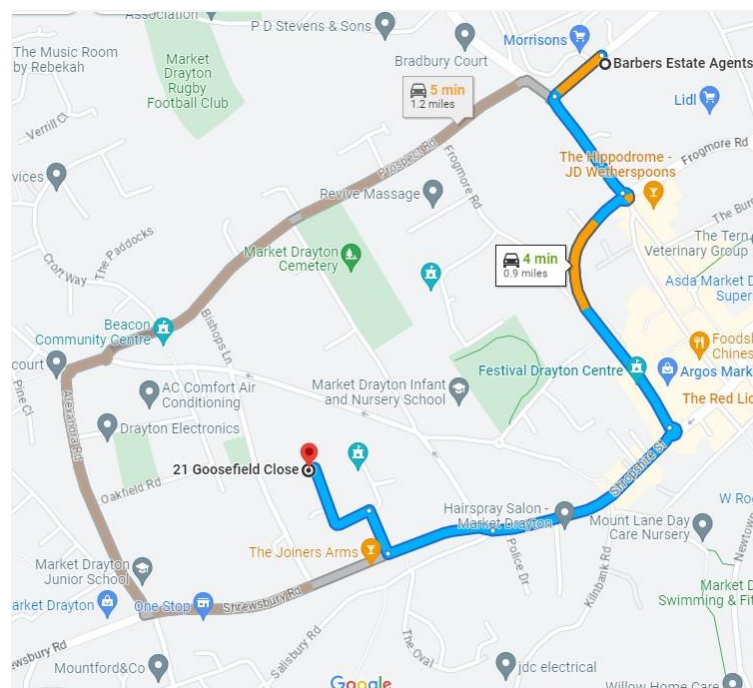 Association
P D Stevens & Sons
The Music Room
by Rebekah
Market
Drayton
Rugby
Football Club
Bradbury Court
Morrisons
Barbers Estate Agents
5 min
1.2 miles
Lidl
Verrill Cl
Prospect Rd
Frogmore Rd
Frogmore Rd
The Hippodrome -
JD Wetherspoons
vices
Revive Massage
The Bur
The Paddocks
Croft Way
Market Drayton
Cemetery
4 min
0.9 miles
The Tern
Veterinary Group
Asda Market D
Super
Beacon
Community Centre
Bishops Ln
Foods
Chines
court
Pine Cl
Alexandra Rd
AC Comfort Air
Conditioning
Market Drayton Infant
and Nursery School
Festival Drayton Centre
Argos Mark
The Red Lio
Drayton Electronics
21 Goosefield Close
Oakfield Rd
Shropshire St
Hairspray Salon -
Market Drayton
Mount Lane Day
Care Nursery
W Ro
Newtow
The Joiners Arms
Police Dr
Kilnbank Rd
Market Drayton
Junior School
Market D
Swimming & Fit
arket Drayton
One Stop
Shrewsbury Rd
wsbury Rd
Salisbury Rd
The Oval
Mountford&Co
jdc electrical
Google
Willow Home Care